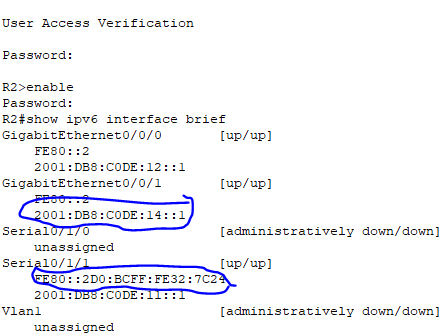 User Access Verification
Password:
R2>enable
Password:
R2#show ipv6 interface brief
GigabitEthernet0/0/0 [up/up]
FE80::2
2001:DB8:C0DE:12::1
GigabitEthernet0/0/1 [up/up]
FE80::2
2001:DB8:C0DE:14::1
Serial0/1/0 [administratively down/down]
unassigned
Serial0/1/1 [up/up]
FE80::2D0:BCFF:FE32:7C24
2001:DB8:C0DE:11::1
Vlan1 [administratively down/down]
unassigned